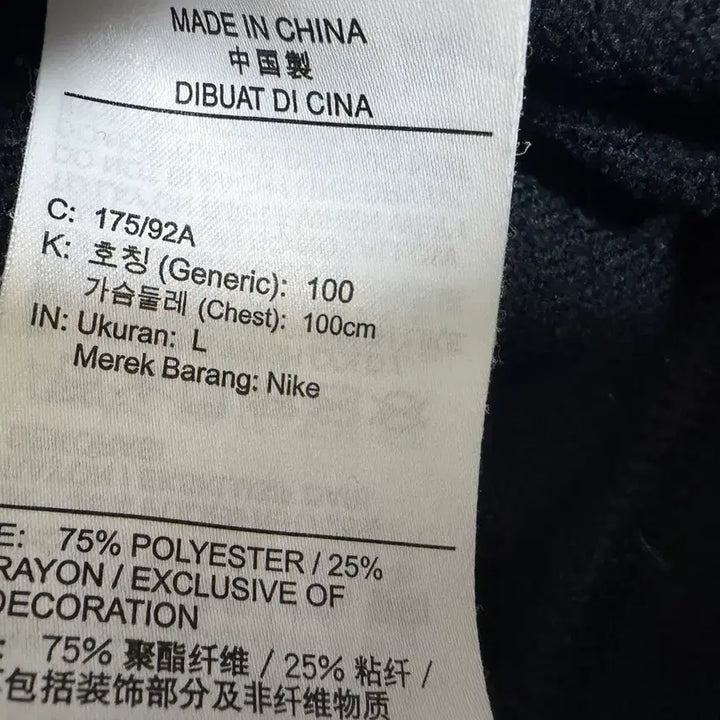 MADE IN CHINA
中国製
DIBUAT DI CINA
C: 175/92A
K: 호칭 (Generic): 100
가슴둘레 (Chest): 100cm
IN: Ukuran: L
Merek Barang: Nike
E: 75% POLYESTER / 25%
RAYON / EXCLUSIVE OF
DECORATION
: 75% 聚酯纤维 / 25% 粘纤 /
包括装饰部分及非纤维物质